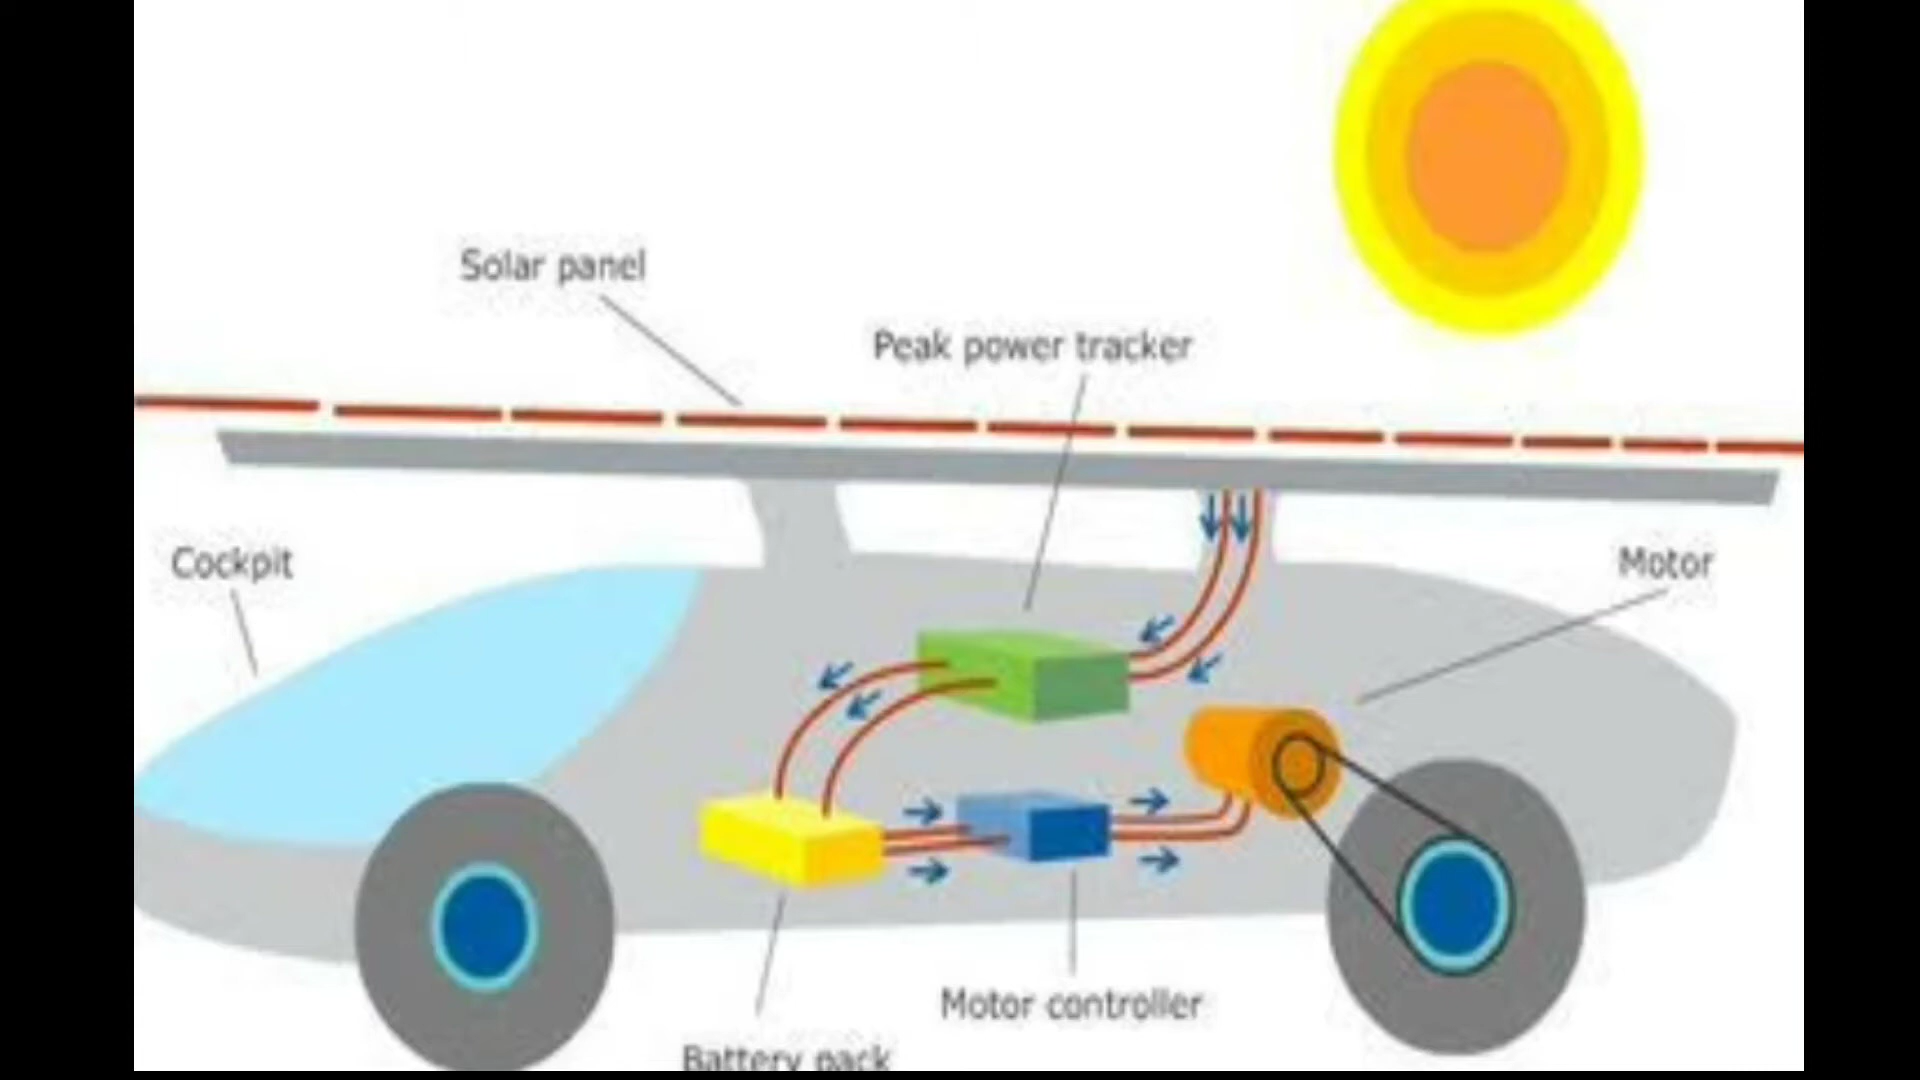 Solar panel
Peak power tracker
Cockpit
Motor
Motor controller
Battery pack